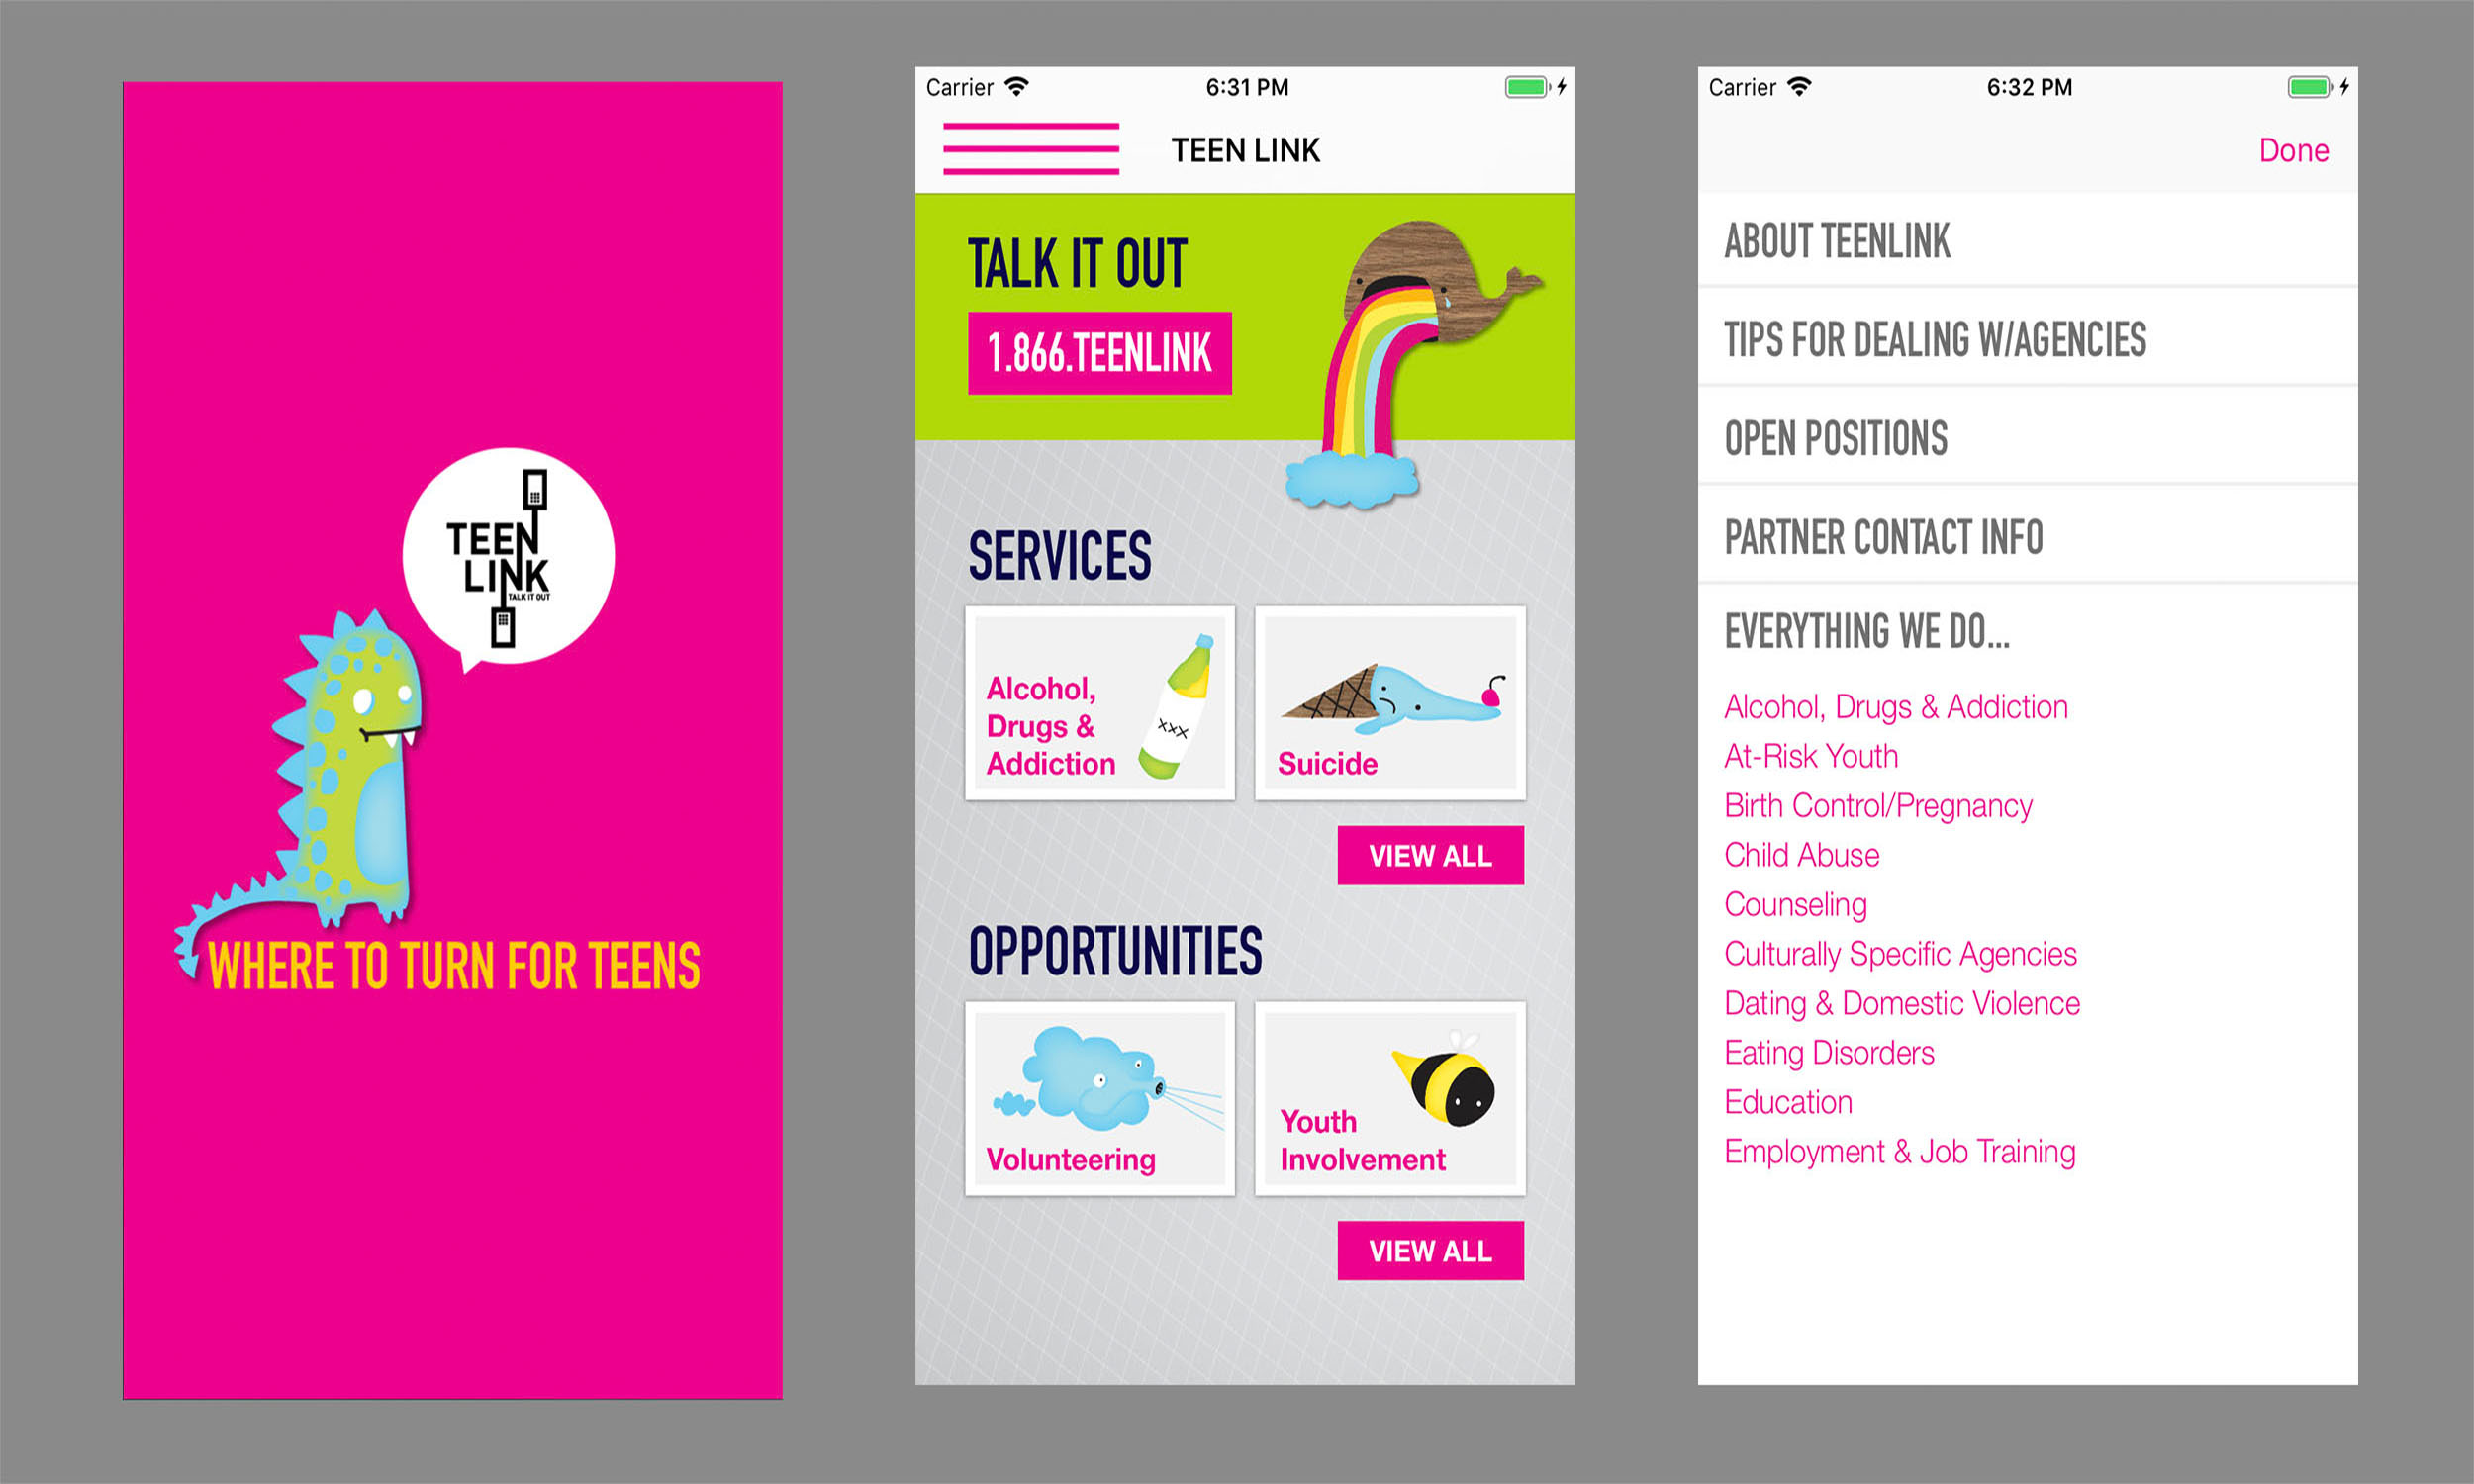 TEEN
LINK
TALK IT OUT
WHERE TO TURN FOR TEENS
Carrier 6:31 PM
TEEN LINK
TALK IT OUT
1.866.TEENLINK
SERVICES
Alcohol,
Drugs &
Addiction
XXX
Suicide
VIEW ALL
OPPORTUNITIES
Volunteering
Youth
Involvement
VIEW ALL
Carrier 6:32 PM
Done
ABOUT TEENLINK
TIPS FOR DEALING W/AGENCIES
OPEN POSITIONS
PARTNER CONTACT INFO
EVERYTHING WE DO...
Alcohol, Drugs & Addiction
At-Risk Youth
Birth Control/Pregnancy
Child Abuse
Counseling
Culturally Specific Agencies
Dating & Domestic Violence
Eating Disorders
Education
Employment & Job Training